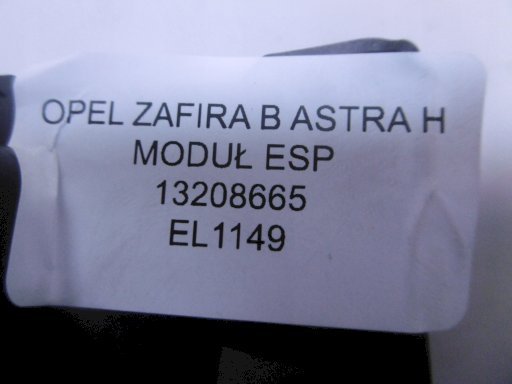 OPEL ZAFIRA B ASTRA H
MODUŁ ESP
13208665
EL1149